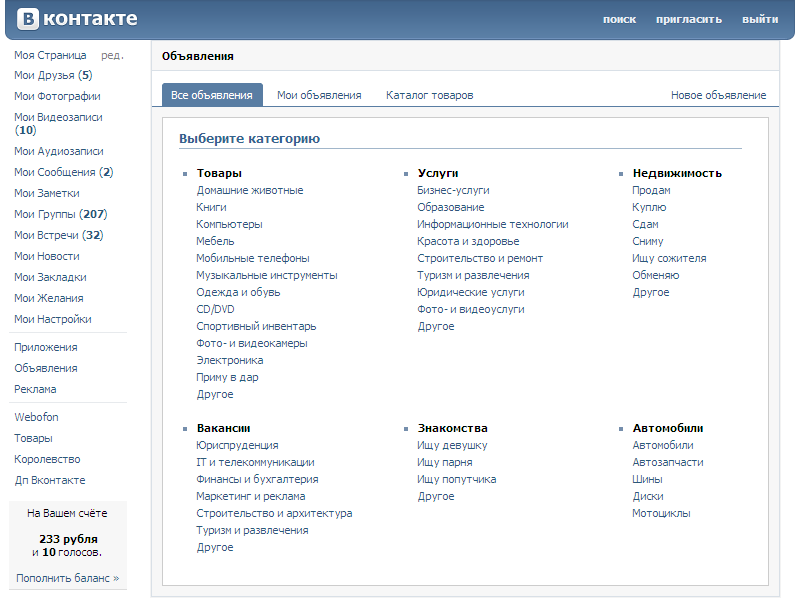 В контакте
поиск пригласить выйти
Моя Страница ред.
Мои Друзья (5)
Мои Фотографии
Мои Видеозаписи
(10)
Мои Аудиозаписи
Мои Сообщения (2)
Мои Заметки
Мои Группы (207)
Мои Встречи (32)
Мои Новости
Мои Закладки
Мои Желания
Мои Настройки
Приложения
Объявления
Реклама
Webofon
Товары
Королевство
Дп Вконтакте
На Вашем счёте
233 рубля
и 10 голосов.
Пополнить баланс »
Объявления
Все объявления Мои объявления Каталог товаров Новое объявление
Выберите категорию
Товары
Домашние животные
Книги
Компьютеры
Мебель
Мобильные телефоны
Музыкальные инструменты
Одежда и обувь
CD/DVD
Спортивный инвентарь
Фото- и видеокамеры
Электроника
Приму в дар
Другое
Услуги
Бизнес-услуги
Образование
Информационные технологии
Красота и здоровье
Строительство и ремонт
Туризм и развлечения
Юридические услуги
Фото- и видеоуслуги
Другое
Недвижимость
Продам
Куплю
Сдам
Сниму
Ищу сожителя
Обменяю
Другое
Вакансии
Юриспруденция
IT и телекоммуникации
Финансы и бухгалтерия
Маркетинг и реклама
Строительство и архитектура
Туризм и развлечения
Другое
Знакомства
Ищу девушку
Ищу парня
Ищу попутчика
Другое
Автомобили
Автомобили
Автозапчасти
Шины
Диски
Мотоциклы